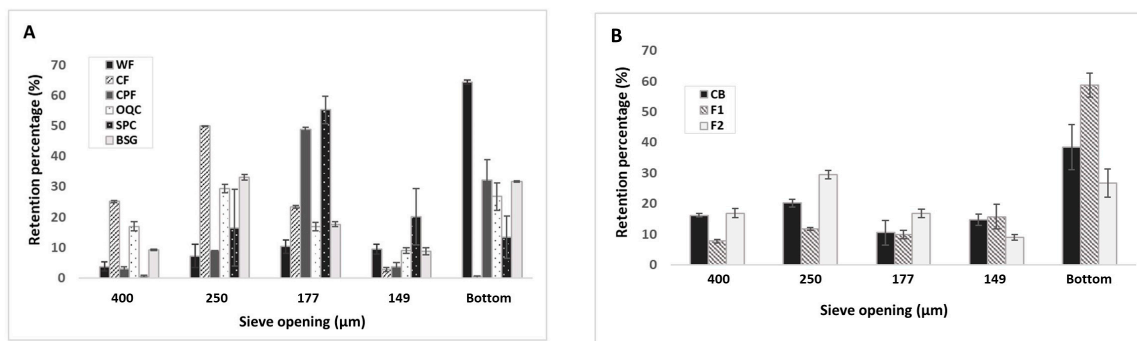 A
WF
CF
CPF
OQC
SPC
BSG
Retention percentage (%)
70
60
50
40
30
20
10
0
400 250 177 149 Bottom
Sieve opening (µm)
B
CB
F1
F2
Retention percentage (%)
70
60
50
40
30
20
10
0
400 250 177 149 Bottom
Sieve opening (µm)